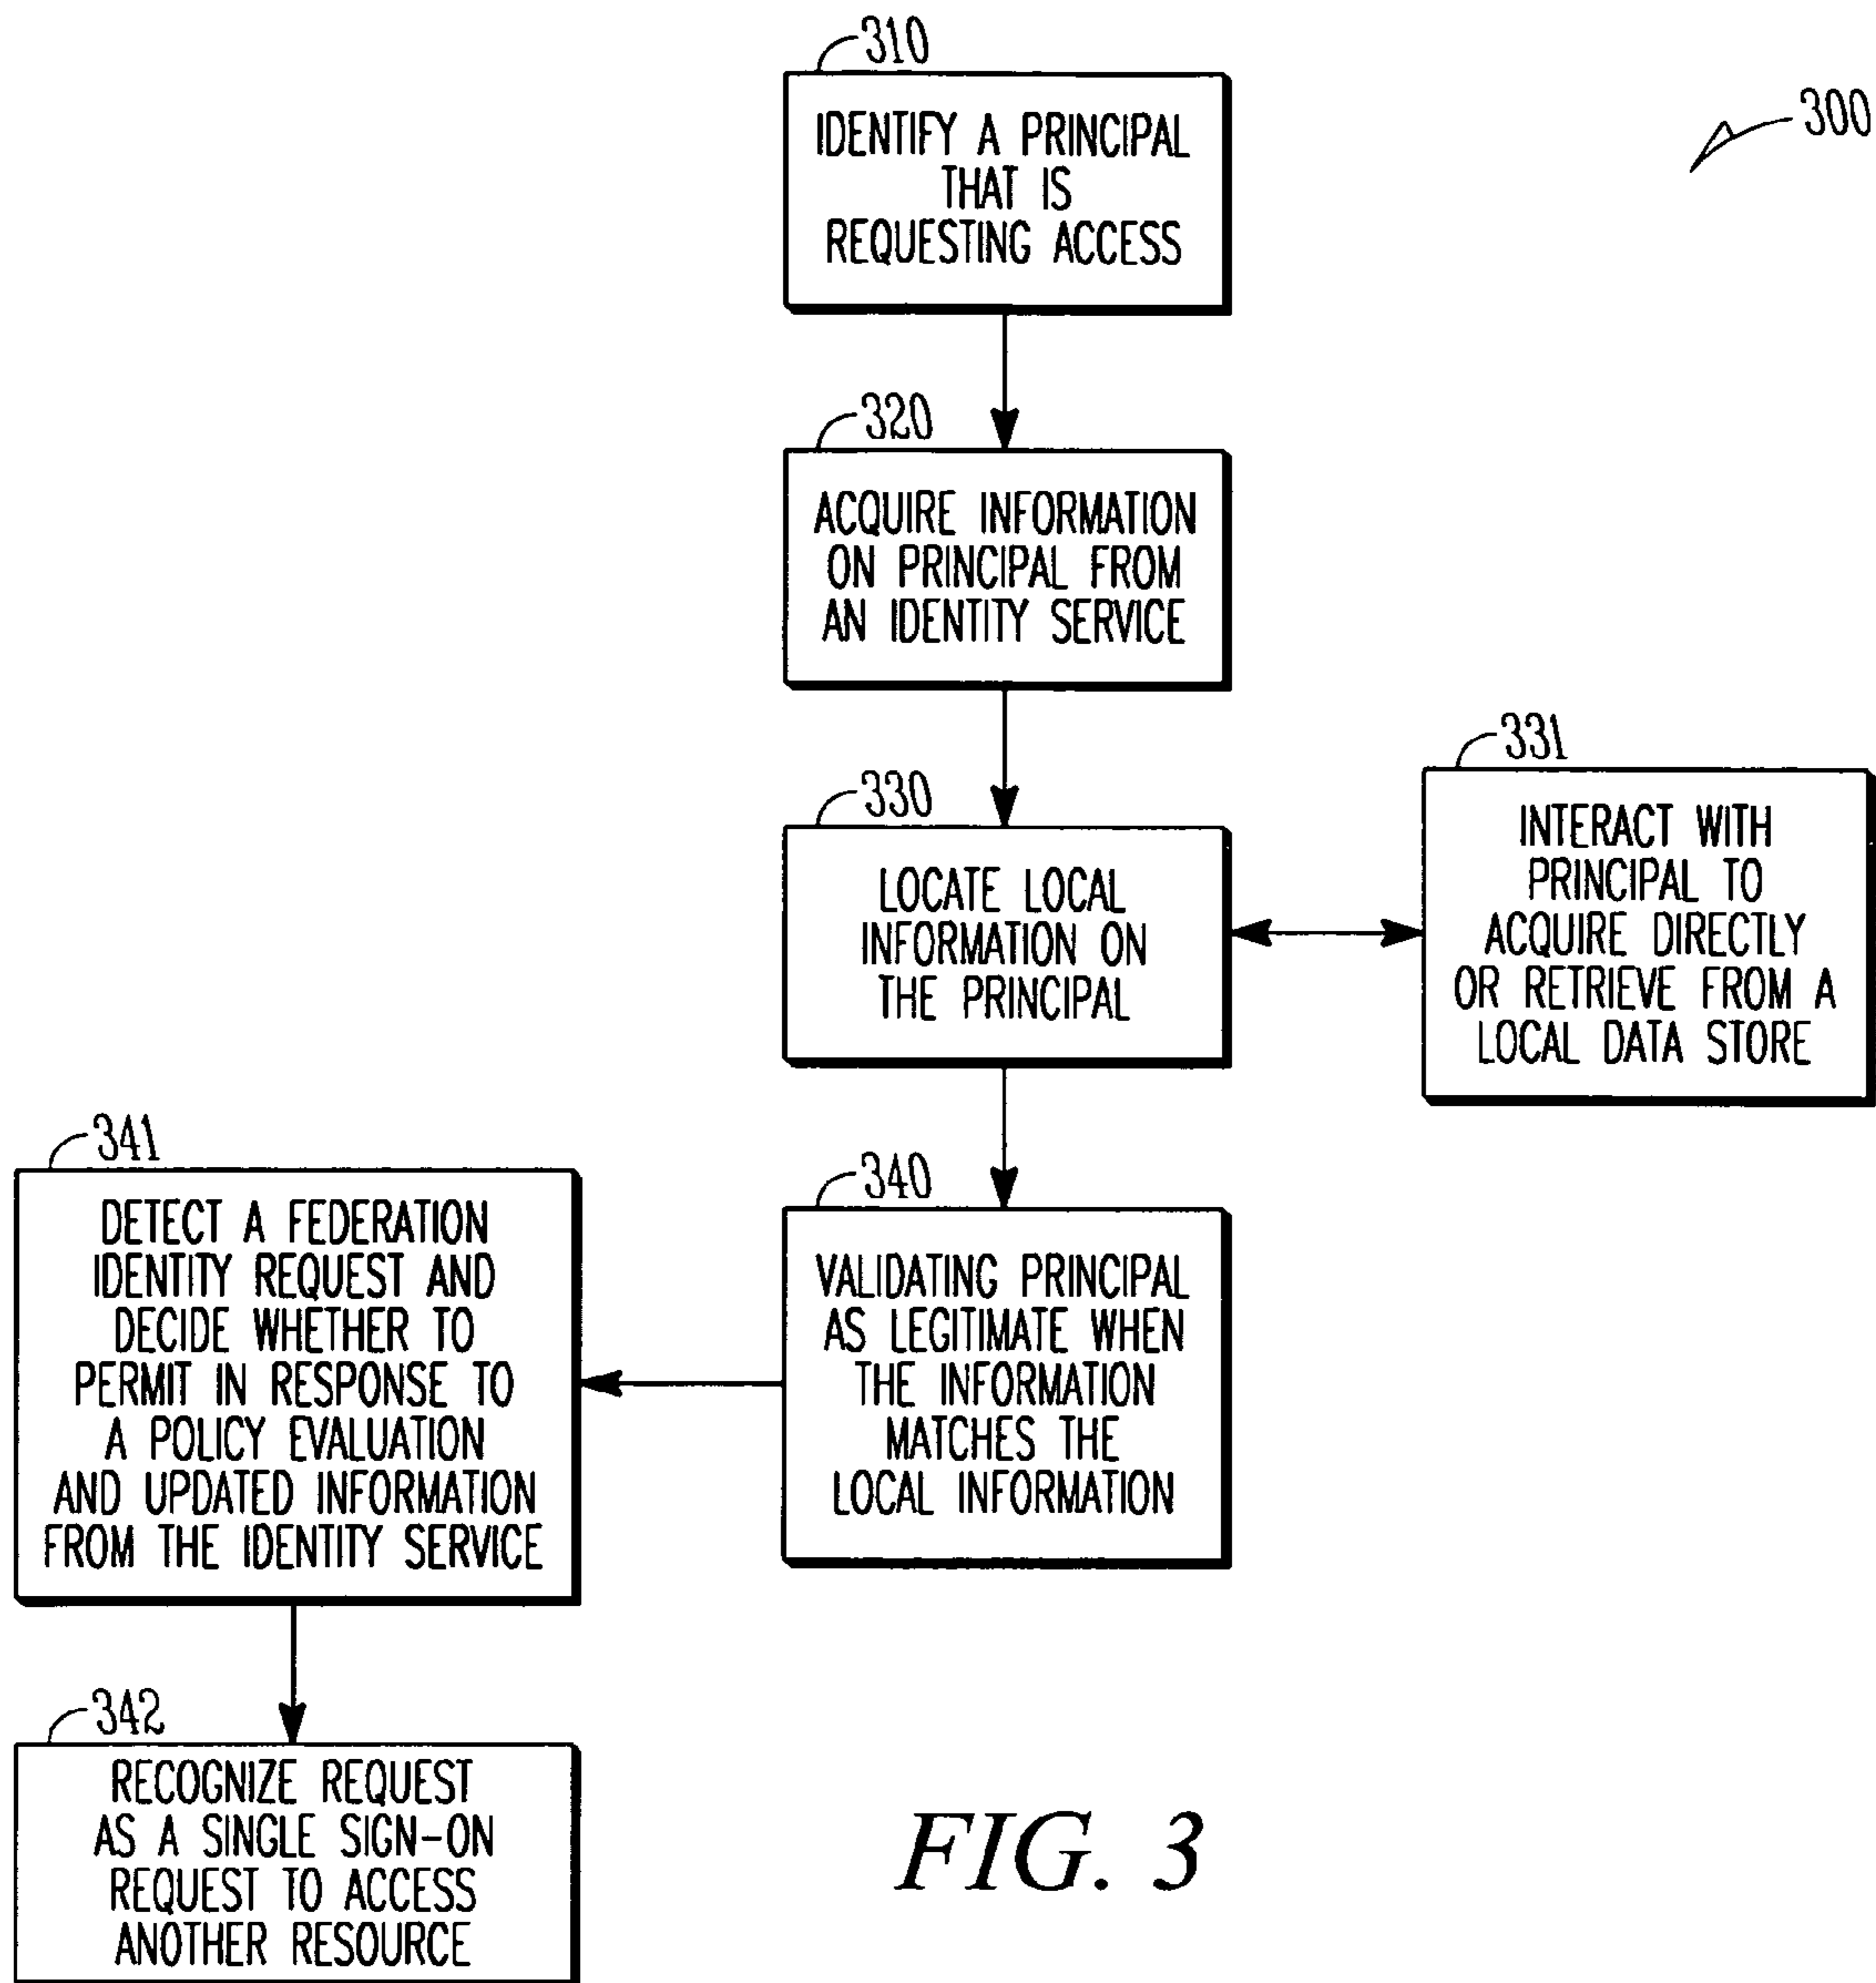 310
IDENTIFY A PRINCIPAL
THAT IS
REQUESTING ACCESS
300
320
ACQUIRE INFORMATION
ON PRINCIPAL FROM
AN IDENTITY SERVICE
330
LOCATE LOCAL
INFORMATION ON
THE PRINCIPAL
331
INTERACT WITH
PRINCIPAL TO
ACQUIRE DIRECTLY
OR RETRIEVE FROM A
LOCAL DATA STORE
340
VALIDATING PRINCIPAL
AS LEGITIMATE WHEN
THE INFORMATION
MATCHES THE
LOCAL INFORMATION
341
DETECT A FEDERATION
IDENTITY REQUEST AND
DECIDE WHETHER TO
PERMIT IN RESPONSE TO
A POLICY EVALUATION
AND UPDATED INFORMATION
FROM THE IDENTITY SERVICE
342
RECOGNIZE REQUEST
AS A SINGLE SIGN-ON
REQUEST TO ACCESS
ANOTHER RESOURCE
FIG. 3